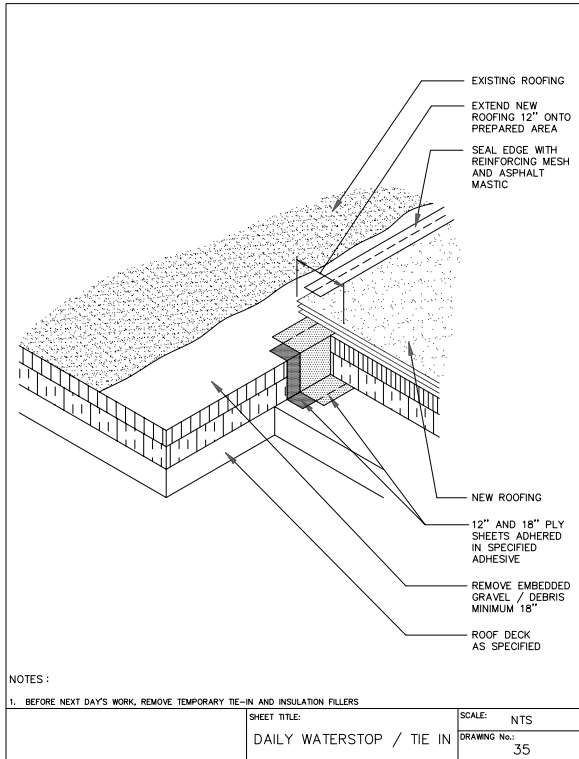 EXISTING ROOFING
EXTEND NEW
ROOFING 12" ONTO
PREPARED AREA
SEAL EDGE WITH
REINFORCING MESH
AND ASPHALT
MASTIC
NEW ROOFING
12" AND 18" PLY
SHEETS ADHERED
IN SPECIFIED
ADHESIVE
REMOVE EMBEDDED
GRAVEL / DEBRIS
MINIMUM 18"
ROOF DECK
AS SPECIFIED
NOTES :
1. BEFORE NEXT DAY'S WORK, REMOVE TEMPORARY TIE-IN AND INSULATION FILLERS
SHEET TITLE:
DAILY WATERSTOP / TIE IN
SCALE: NTS
DRAWING No.:
35